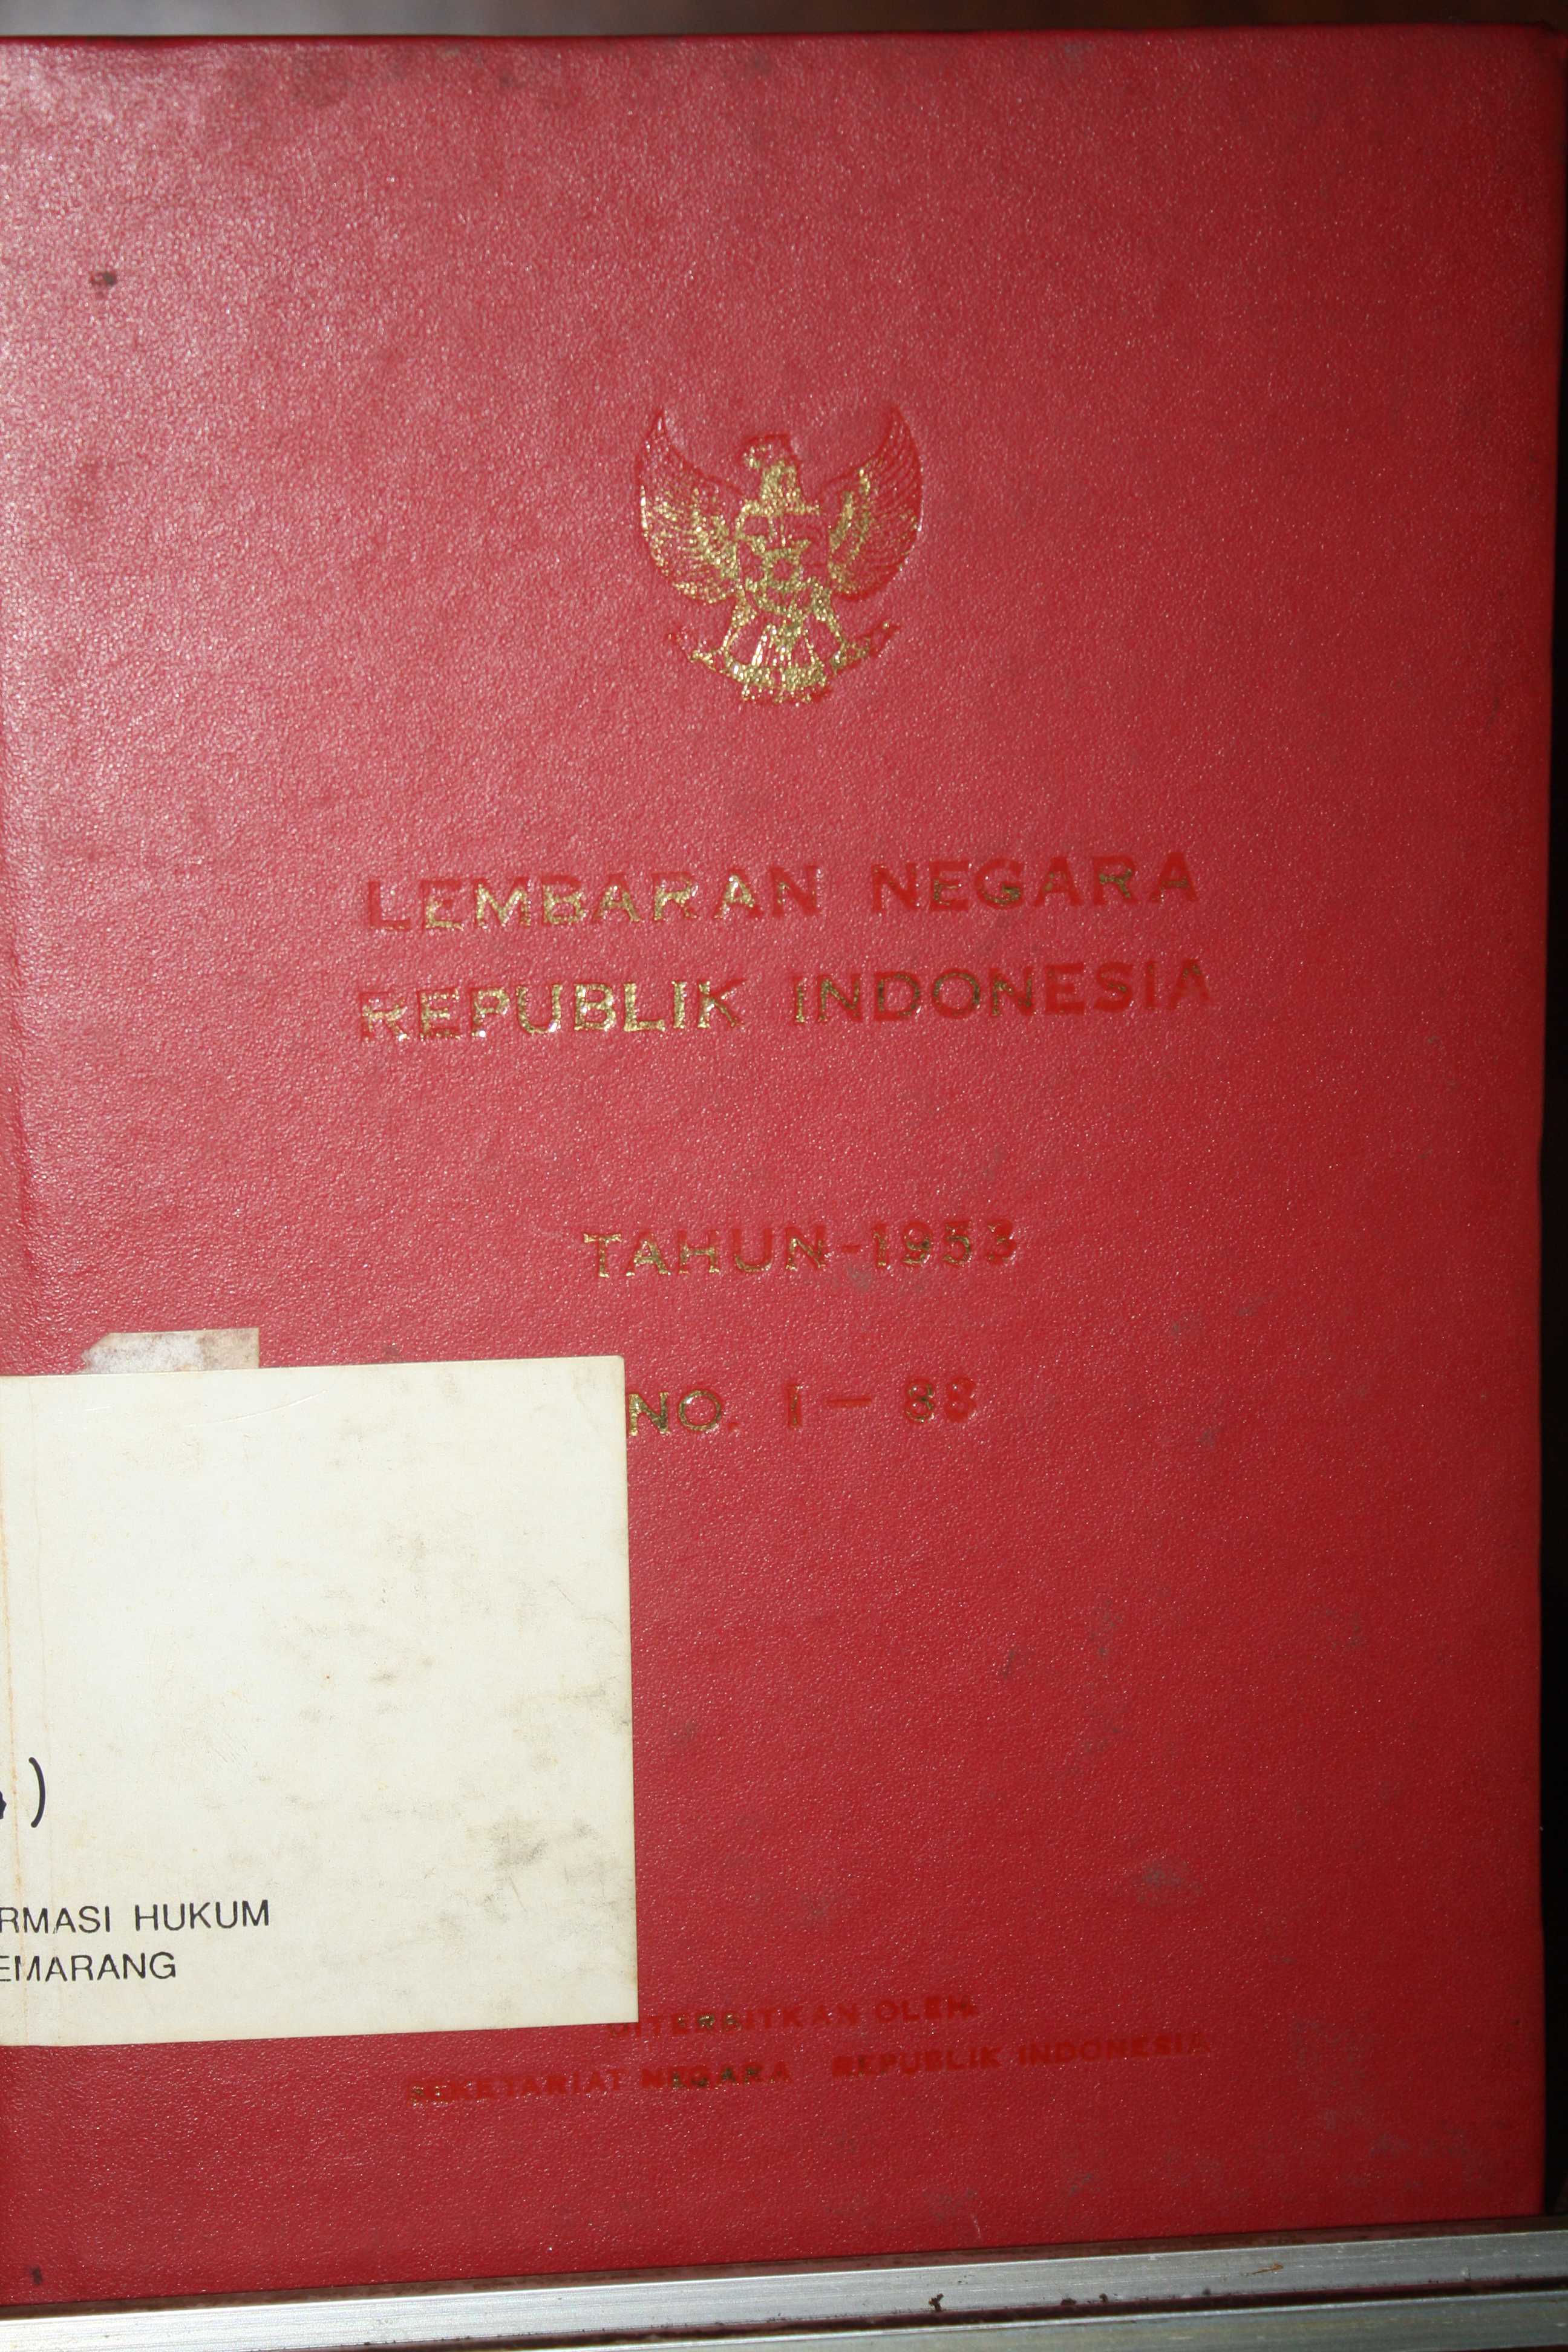 LEMBARAN NEGARA
REPUBLIK INDONESIA
TAHUN-1953
NO. 1 - 88
)
RMASI HUKUM
EMARANG
DITERBITKAN OLEH
SEKRETARIAT NEGARA REPUBLIK INDONESIA